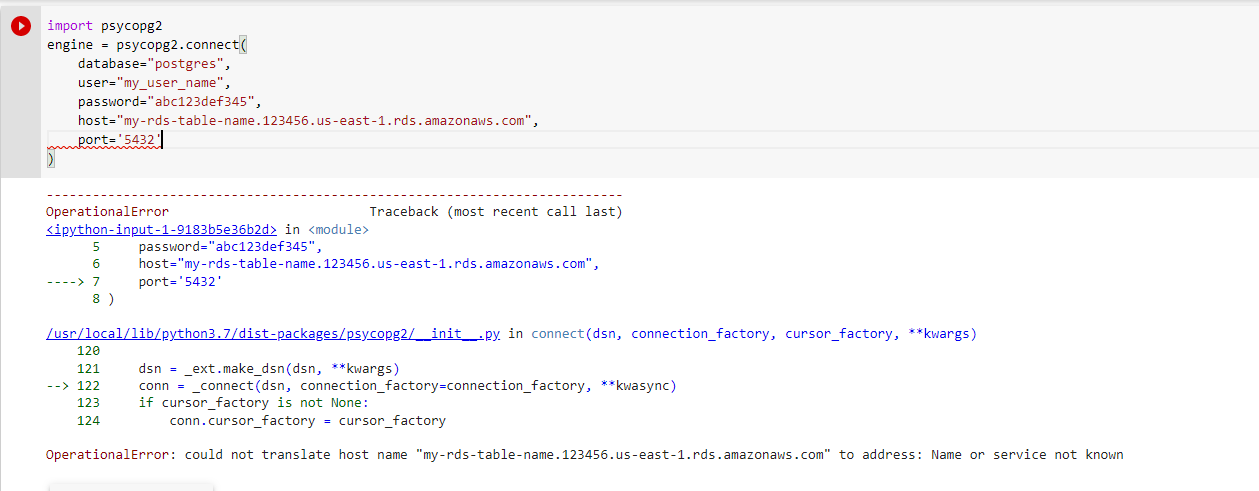 import psycopg2
engine = psycopg2.connect(
    database="postgres",
    user="my_user_name",
    password="abc123def345",
    host="my-rds-table-name.123456.us-east-1.rds.amazonaws.com",
    port='5432'
)
---------------------------------------------------------------------------
OperationalError                          Traceback (most recent call last)
<ipython-input-1-9183b5e36b2d> in <module>
      5     password="abc123def345",
      6     host="my-rds-table-name.123456.us-east-1.rds.amazonaws.com",
----> 7     port='5432'
      8 )
/usr/local/lib/python3.7/dist-packages/psycopg2/__init__.py in connect(dsn, connection_factory, cursor_factory, **kwargs)
    120
    121     dsn = _ext.make_dsn(dsn, **kwargs)
--> 122     conn = _connect(dsn, connection_factory=connection_factory, **kwasync)
    123     if cursor_factory is not None:
    124         conn.cursor_factory = cursor_factory
OperationalError: could not translate host name "my-rds-table-name.123456.us-east-1.rds.amazonaws.com" to address: Name or service not known